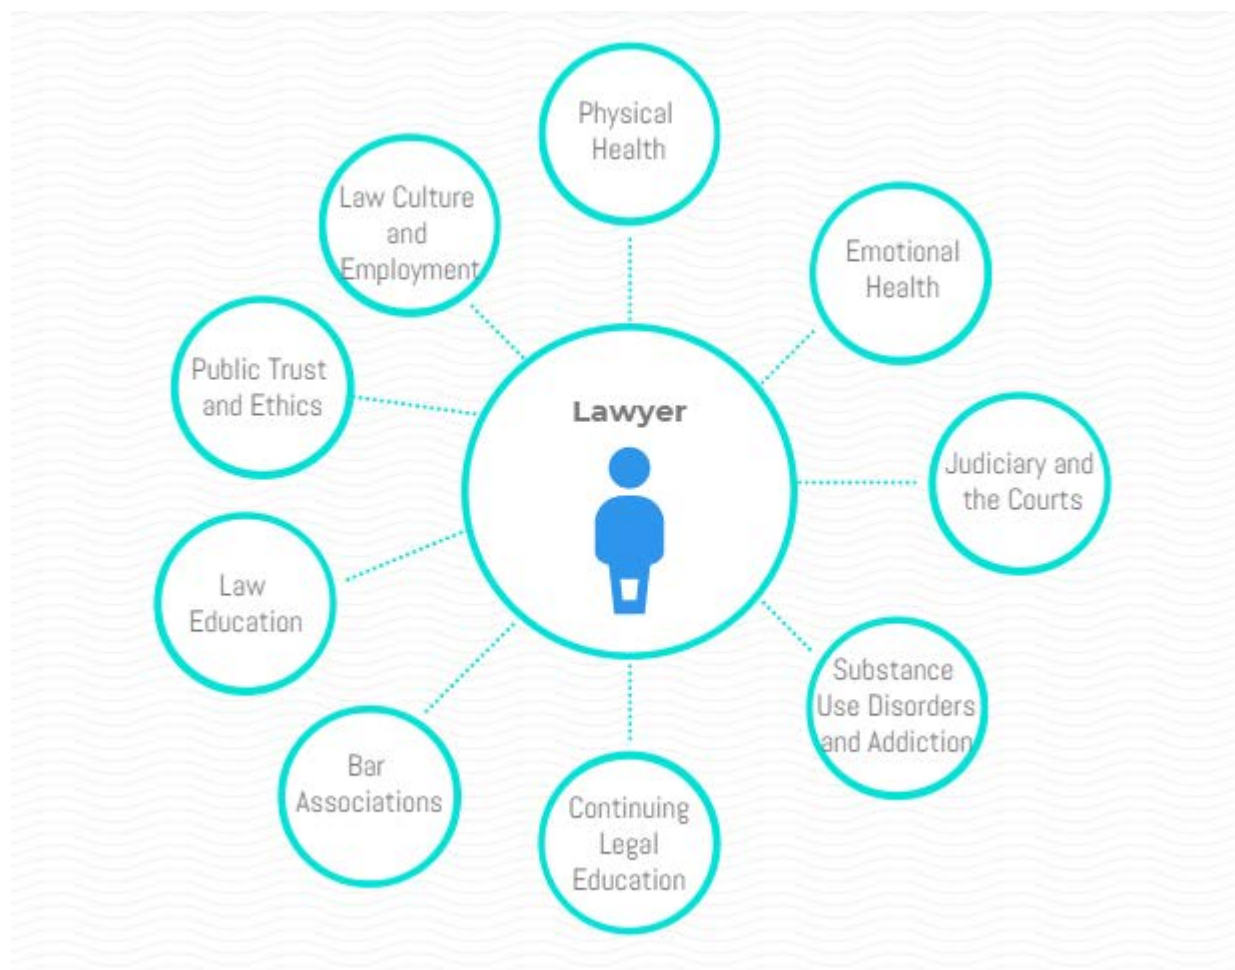 Physical
Health
Emotional
Health
Judiciary and
the Courts
Substance
Use Disorders
and Addiction
Continuing
Legal
Education
Bar
Associations
Law
Education
Public Trust
and Ethics
Law Culture
and
Employment
Lawyer